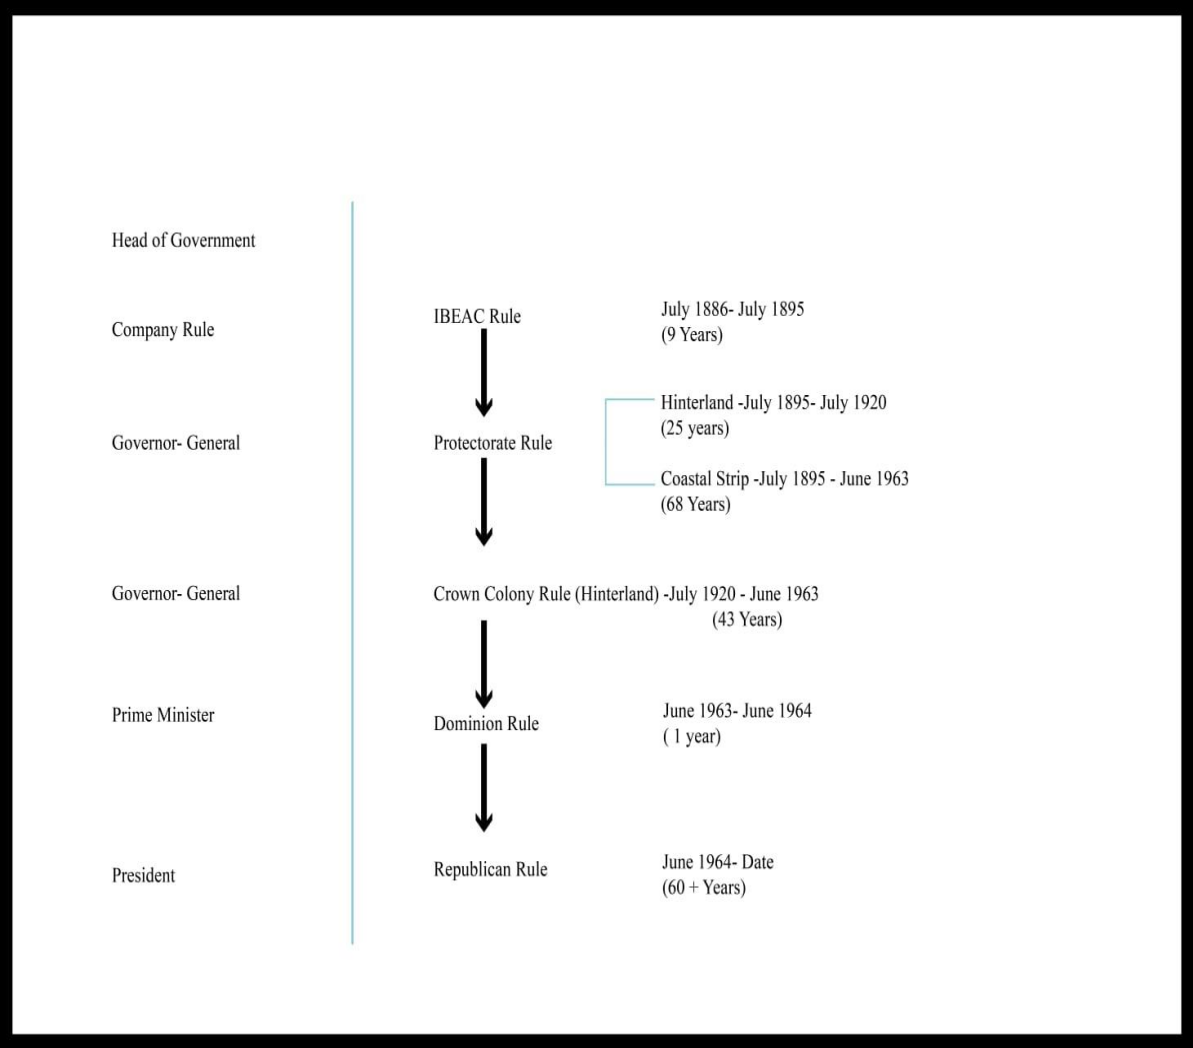 Head of Government
Company Rule
IBEAC Rule
July 1886- July 1895
(9 Years)
Governor- General
Protectorate Rule
Hinterland -July 1895- July 1920
(25 years)
Coastal Strip -July 1895 - June 1963
(68 Years)
Governor- General
Crown Colony Rule (Hinterland) -July 1920 - June 1963
(43 Years)
Prime Minister
Dominion Rule
June 1963- June 1964
( 1 year)
President
Republican Rule
June 1964- Date
(60 + Years)